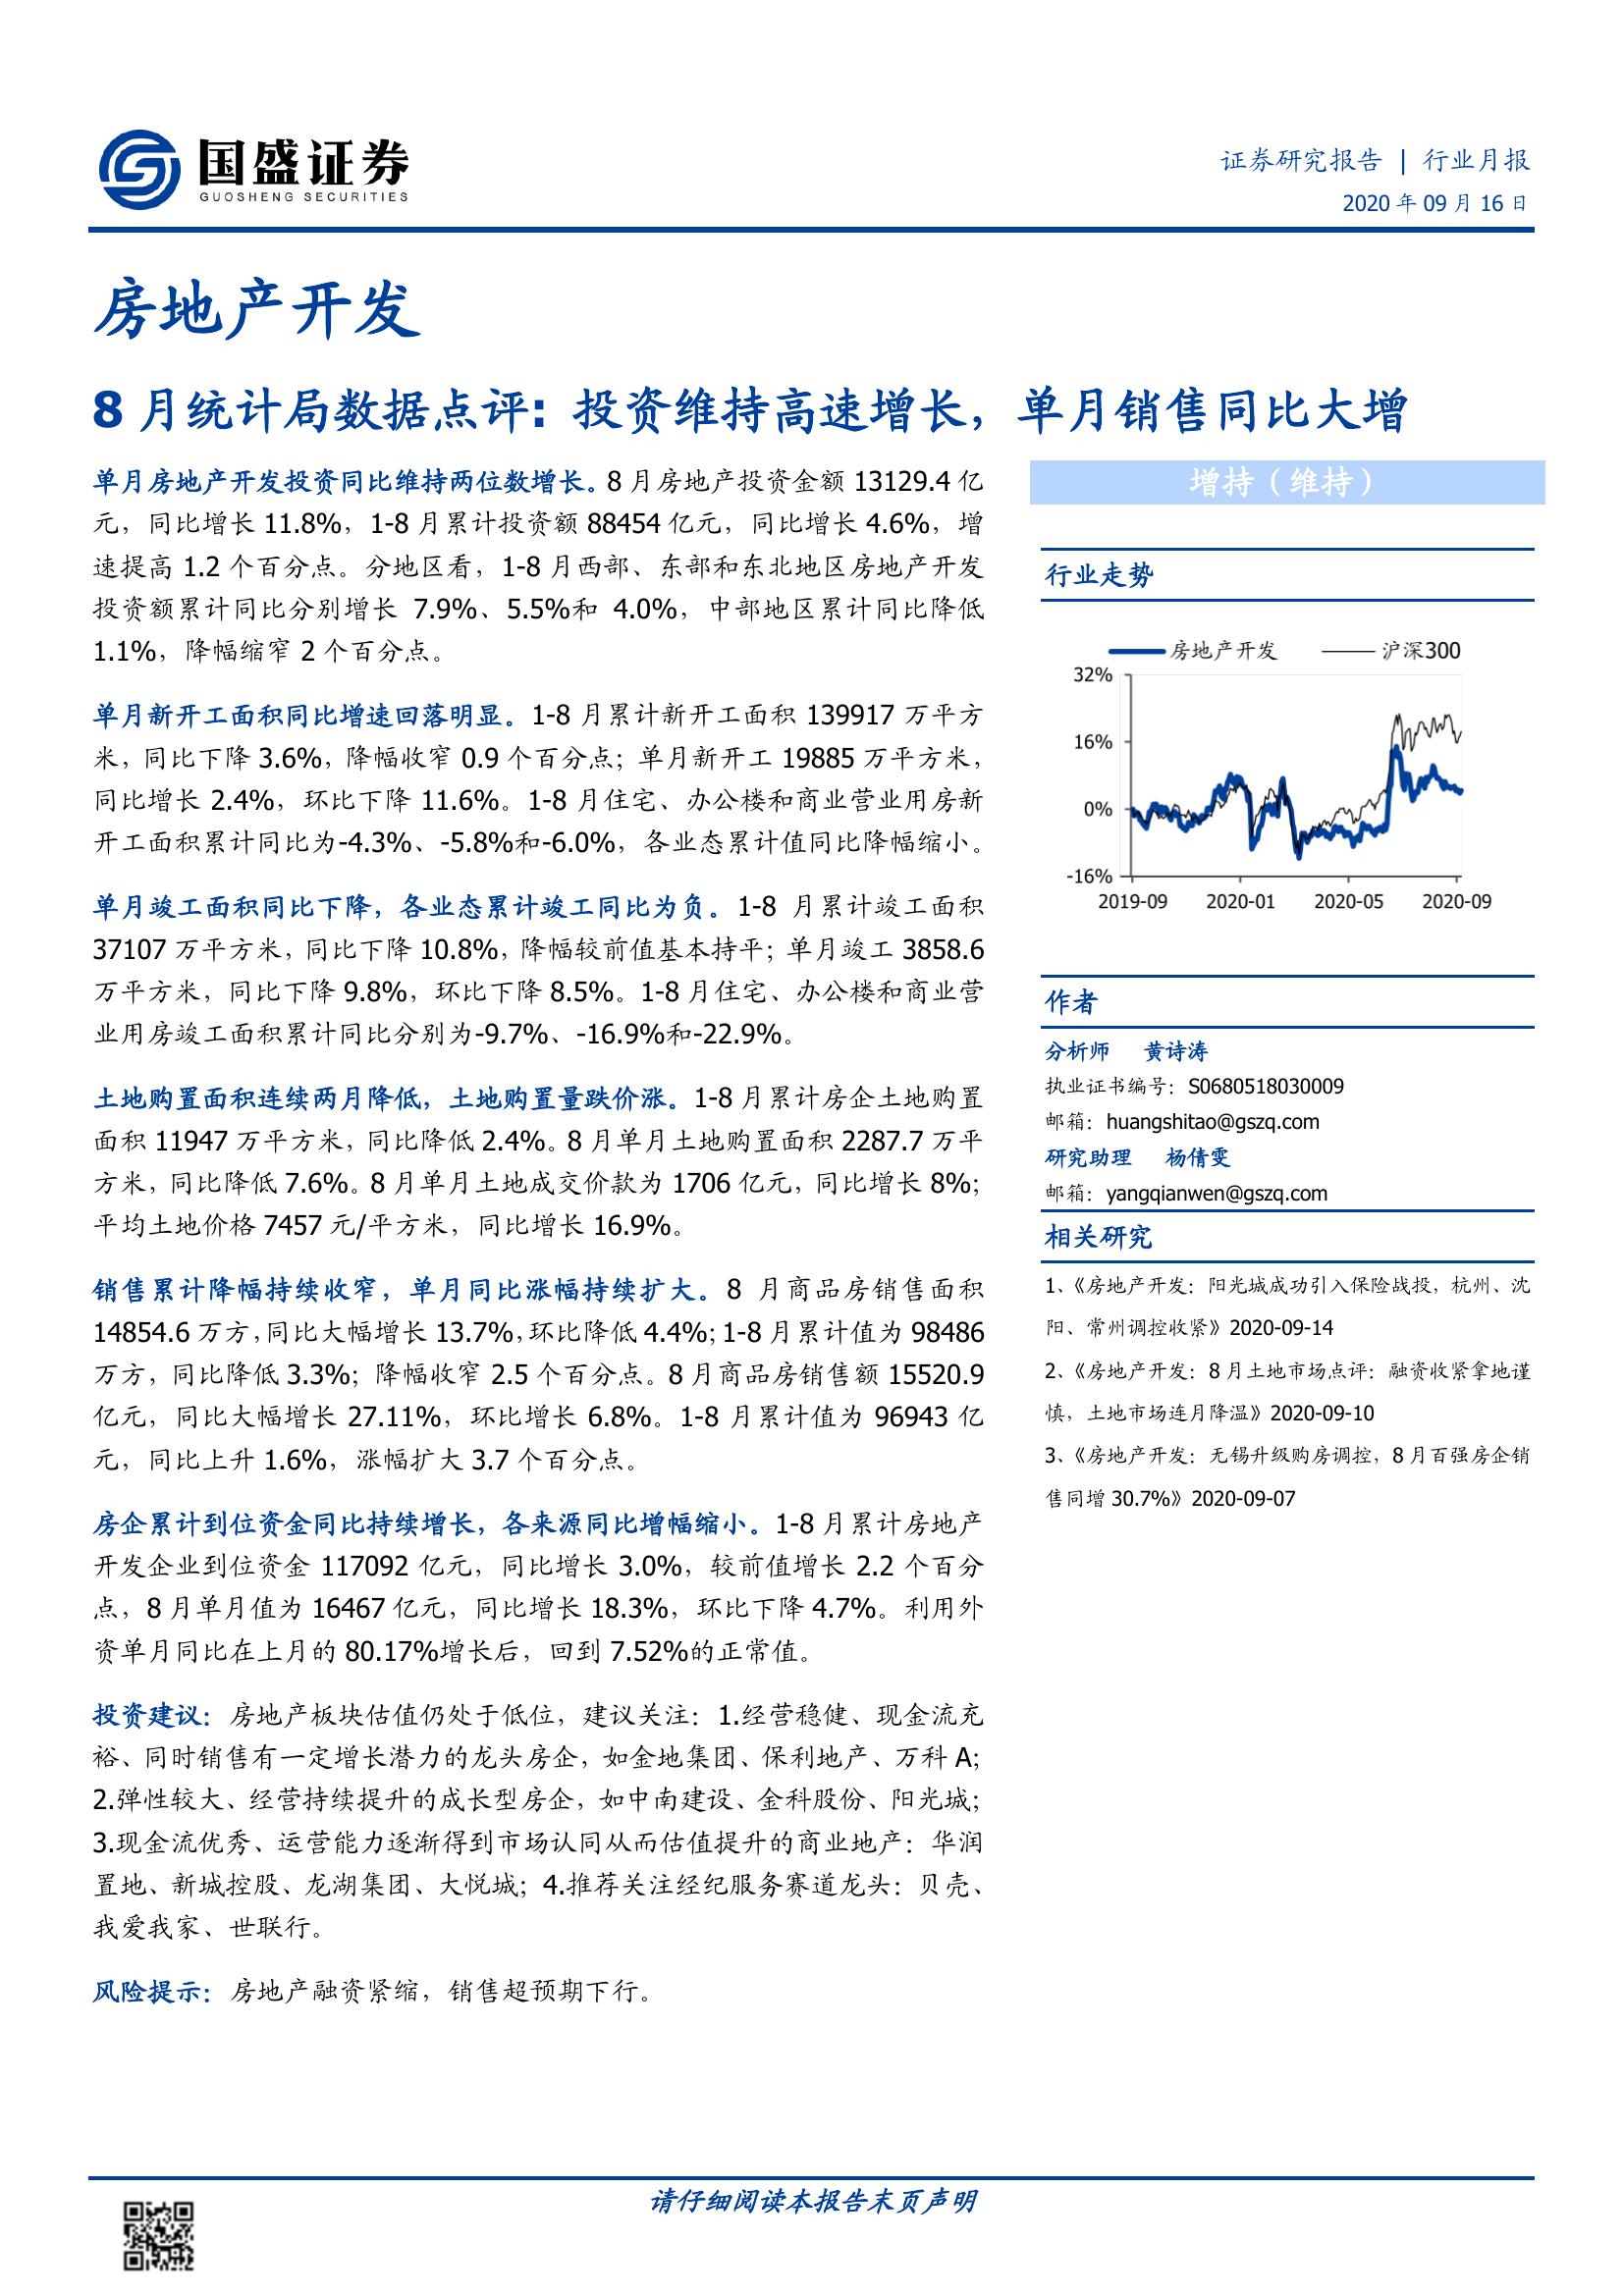 国盛证券
GUOSHENG SECURITIES
证券研究报告 | 行业月报
2020 年 09 月 16 日
房地产开发
8 月统计局数据点评：投资维持高速增长，单月销售同比大增
单月房地产开发投资同比维持两位数增长。8 月房地产投资金额 13129.4 亿
元，同比增长 11.8%，1-8 月累计投资额 88454 亿元，同比增长 4.6%，增
速提高 1.2 个百分点。分地区看，1-8 月西部、东部和东北地区房地产开发
投资额累计同比分别增长 7.9%、5.5%和 4.0%，中部地区累计同比降低
1.1%，降幅缩窄 2 个百分点。
单月新开工面积同比增速回落明显。1-8 月累计新开工面积 139917 万平方
米，同比下降 3.6%，降幅收窄 0.9 个百分点；单月新开工 19885 万平方米，
同比增长 2.4%，环比下降 11.6%。1-8 月住宅、办公楼和商业营业用房新
开工面积累计同比为-4.3%、-5.8%和-6.0%，各业态累计值同比降幅缩小。
单月竣工面积同比下降，各业态累计竣工同比为负。1-8 月累计竣工面积
37107 万平方米，同比下降 10.8%，降幅较前值基本持平；单月竣工 3858.6
万平方米，同比下降 9.8%，环比下降 8.5%。1-8 月住宅、办公楼和商业营
业用房竣工面积累计同比分别为-9.7%、-16.9%和-22.9%。
土地购置面积连续两月降低，土地购置量跌价涨。1-8 月累计房企土地购置
面积 11947 万平方米，同比降低 2.4%。8 月单月土地购置面积 2287.7 万平
方米，同比降低 7.6%。8 月单月土地成交价款为 1706 亿元，同比增长 8%；
平均土地价格 7457 元/平方米，同比增长 16.9%。
销售累计降幅持续收窄，单月同比涨幅持续扩大。8 月商品房销售面积
14854.6 万方，同比大幅增长 13.7%，环比降低 4.4%；1-8 月累计值为 98486
万方，同比降低 3.3%；降幅收窄 2.5 个百分点。8 月商品房销售额 15520.9
亿元，同比大幅增长 27.11%，环比增长 6.8%。1-8 月累计值为 96943 亿
元，同比上升 1.6%，涨幅扩大 3.7 个百分点。
房企累计到位资金同比持续增长，各来源同比增幅缩小。1-8 月累计房地产
开发企业到位资金 117092 亿元，同比增长 3.0%，较前值增长 2.2 个百分
点，8 月单月值为 16467 亿元，同比增长 18.3%，环比下降 4.7%。利用外
资单月同比在上月的 80.17%增长后，回到 7.52%的正常值。
投资建议：房地产板块估值仍处于低位，建议关注：1.经营稳健、现金流充
裕、同时销售有一定增长潜力的龙头房企，如金地集团、保利地产、万科 A；
2.弹性较大、经营持续提升的成长型房企，如中南建设、金科股份、阳光城；
3.现金流优秀、运营能力逐渐得到市场认同从而估值提升的商业地产：华润
置地、新城控股、龙湖集团、大悦城；4.推荐关注经纪服务赛道龙头：贝壳、
我爱我家、世联行。
风险提示：房地产融资紧缩，销售超预期下行。
增持（维持）
行业走势
房地产开发 沪深300
32%
16%
0%
-16%
2019-09 2020-01 2020-05 2020-09
作者
分析师 黄诗涛
执业证书编号：S0680518030009
邮箱：huangshitao@gszq.com
研究助理 杨倩雯
邮箱：yangqianwen@gszq.com
相关研究
1、《房地产开发：阳光城成功引入保险战投，杭州、沈
阳、常州调控收紧》2020-09-14
2、《房地产开发：8 月土地市场点评：融资收紧拿地谨
慎，土地市场连月降温》2020-09-10
3、《房地产开发：无锡升级购房调控，8 月百强房企销
售同增 30.7%》2020-09-07
请仔细阅读本报告末页声明